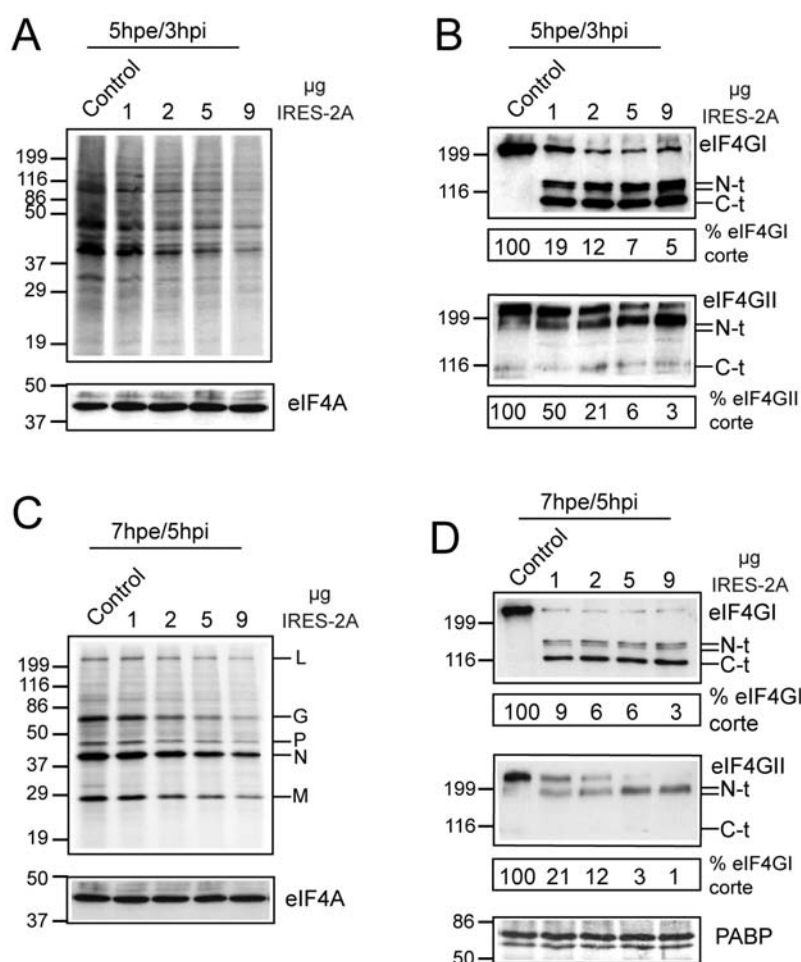 A
5hpe/3hpi
Control
µg
1 2 5 9 IRES-2A
199
116
86
50
37
29
19
50
eIF4A
37
B
5hpe/3hpi
Control
µg
1 2 5 9 IRES-2A
eIF4GI
199
N-t
116
C-t
100 19 12 7 5 % eIF4GI
corte
eIF4GII
199
N-t
116 C-t
100 50 21 6 3 % eIF4GII
corte
C
7hpe/5hpi
Control
µg
1 2 5 9 IRES-2A
L
199
116
86
G
50
P
N
37
29 M
19
50
eIF4A
37
D
7hpe/5hpi
Control
µg
1 2 5 9 IRES-2A
eIF4GI
199
N-t
116 C-t
100 9 6 6 3 % eIF4GI
corte
eIF4GII
199 N-t
116 C-t
100 21 12 3 1 % eIF4GI
corte
86
PABP
50